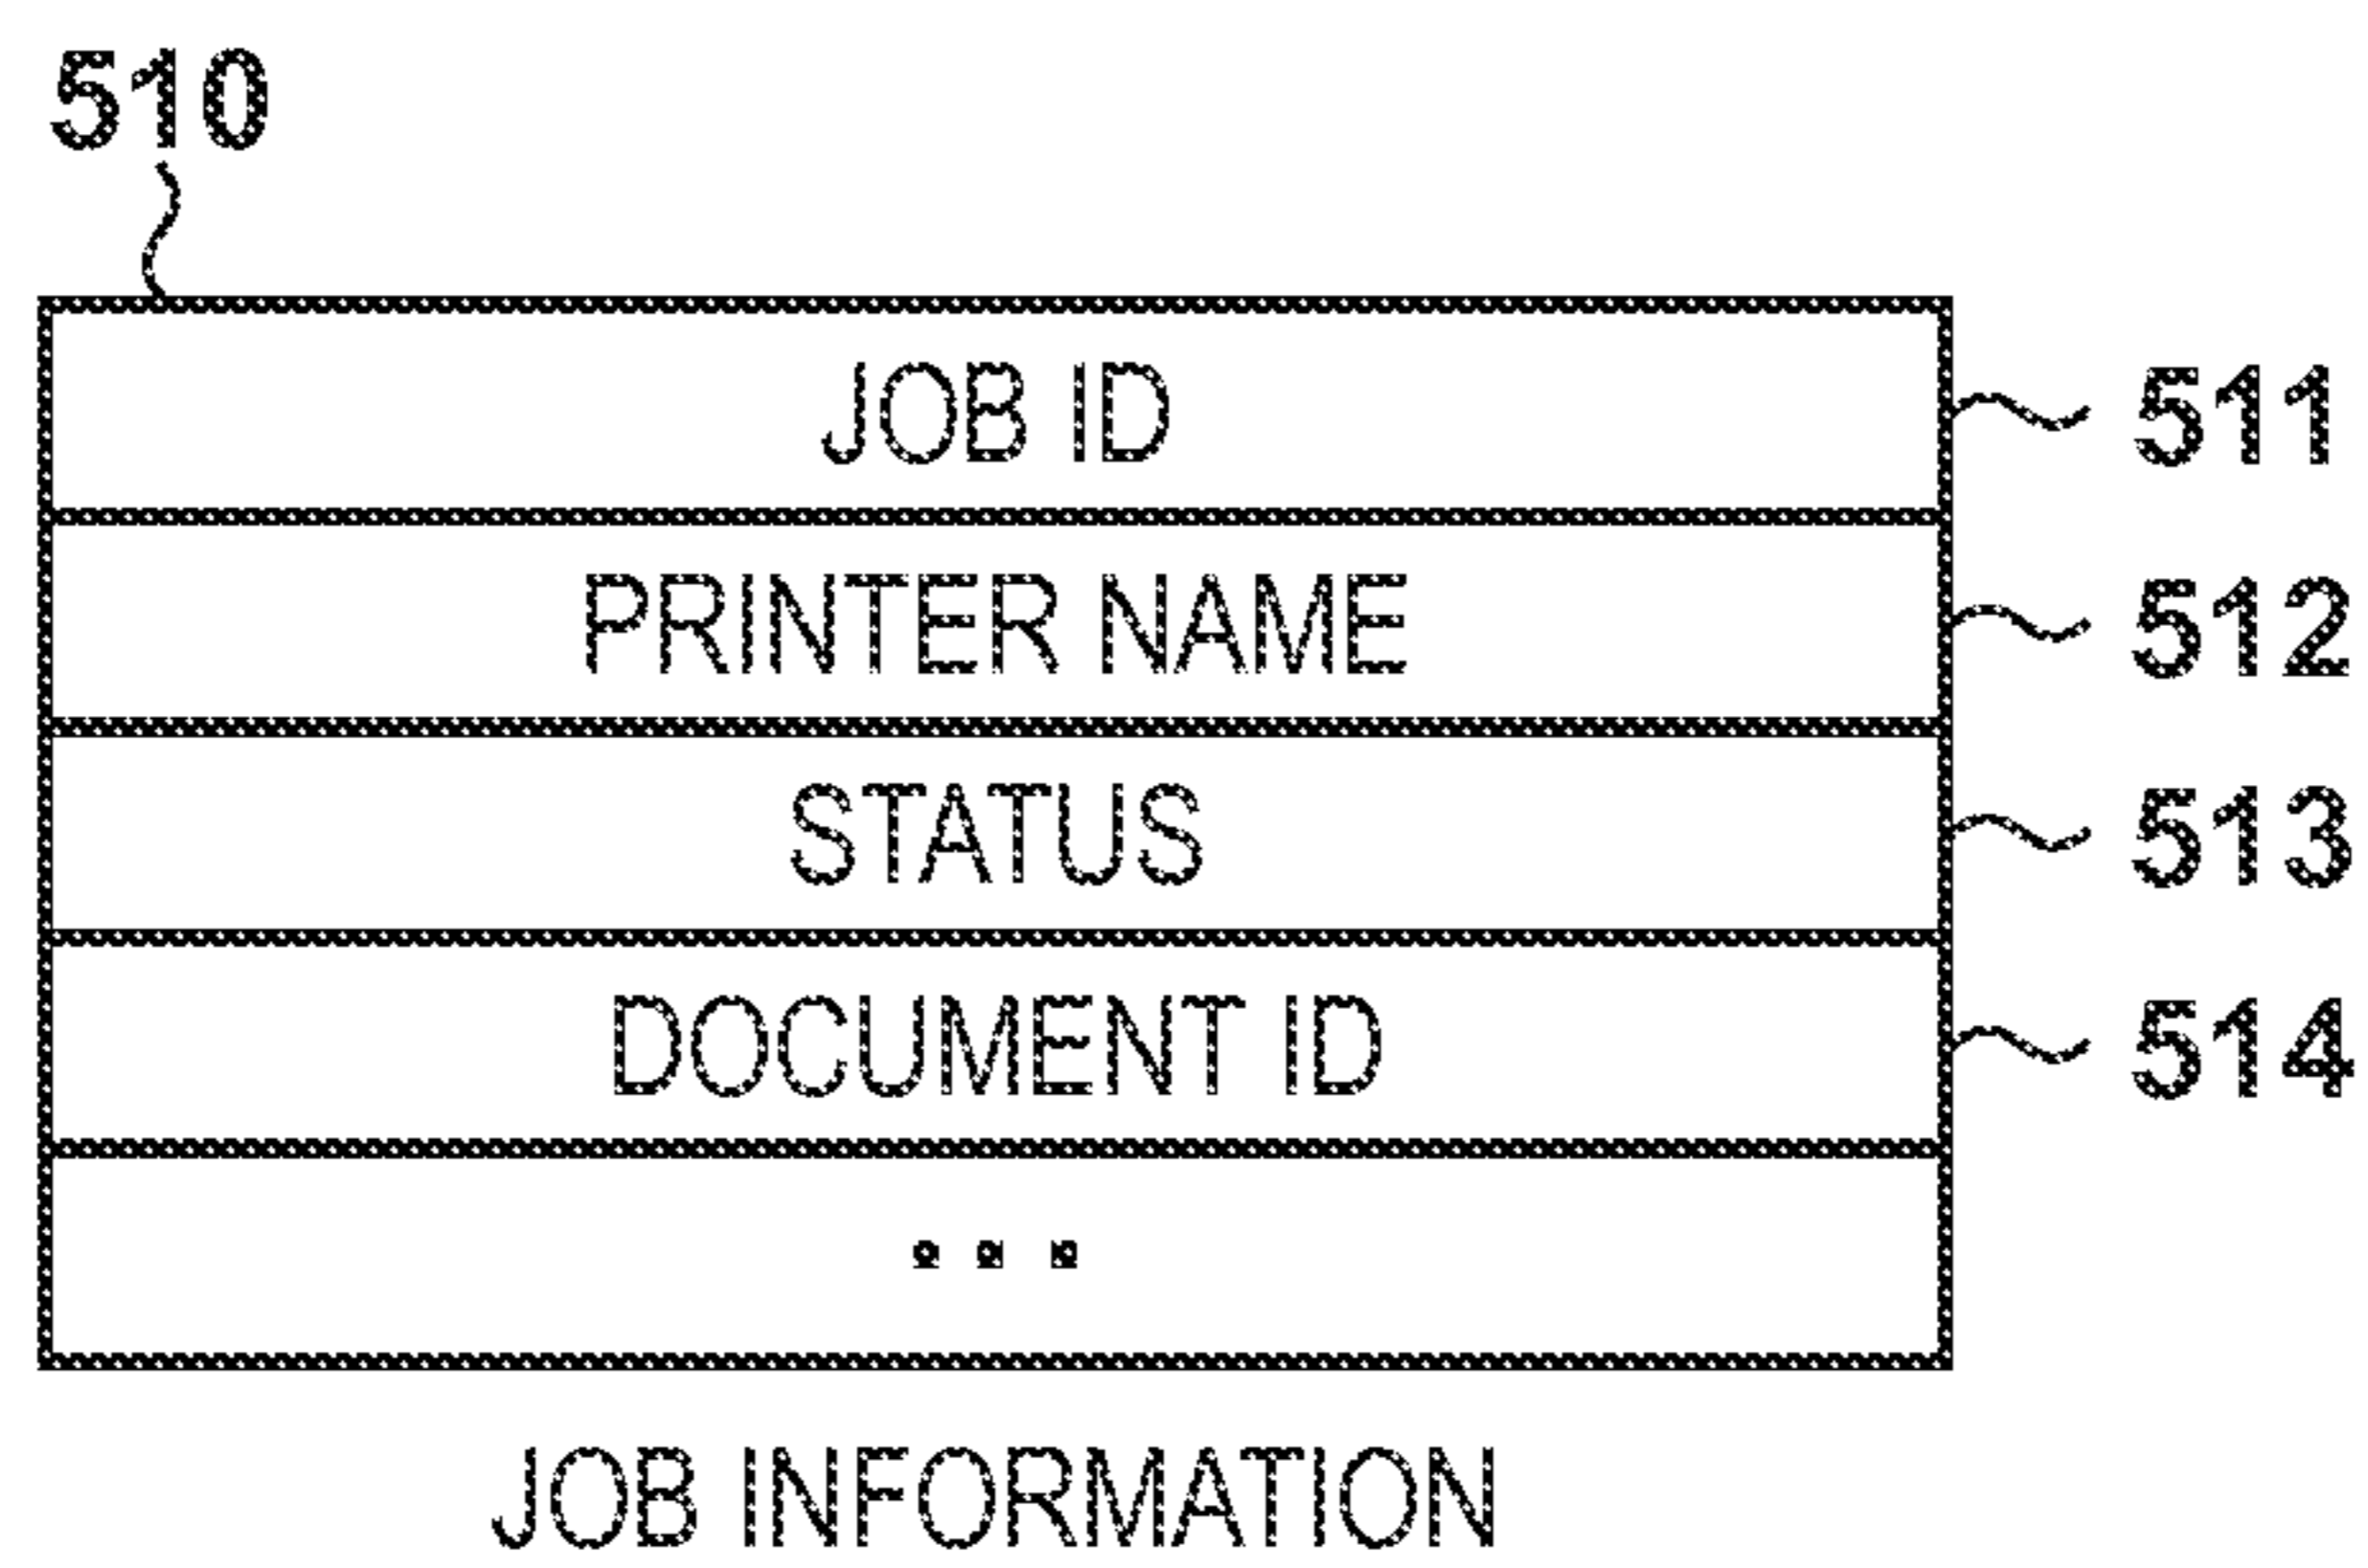 510
JOB ID 511
PRINTER NAME 512
STATUS 513
DOCUMENT ID 514
...
JOB INFORMATION